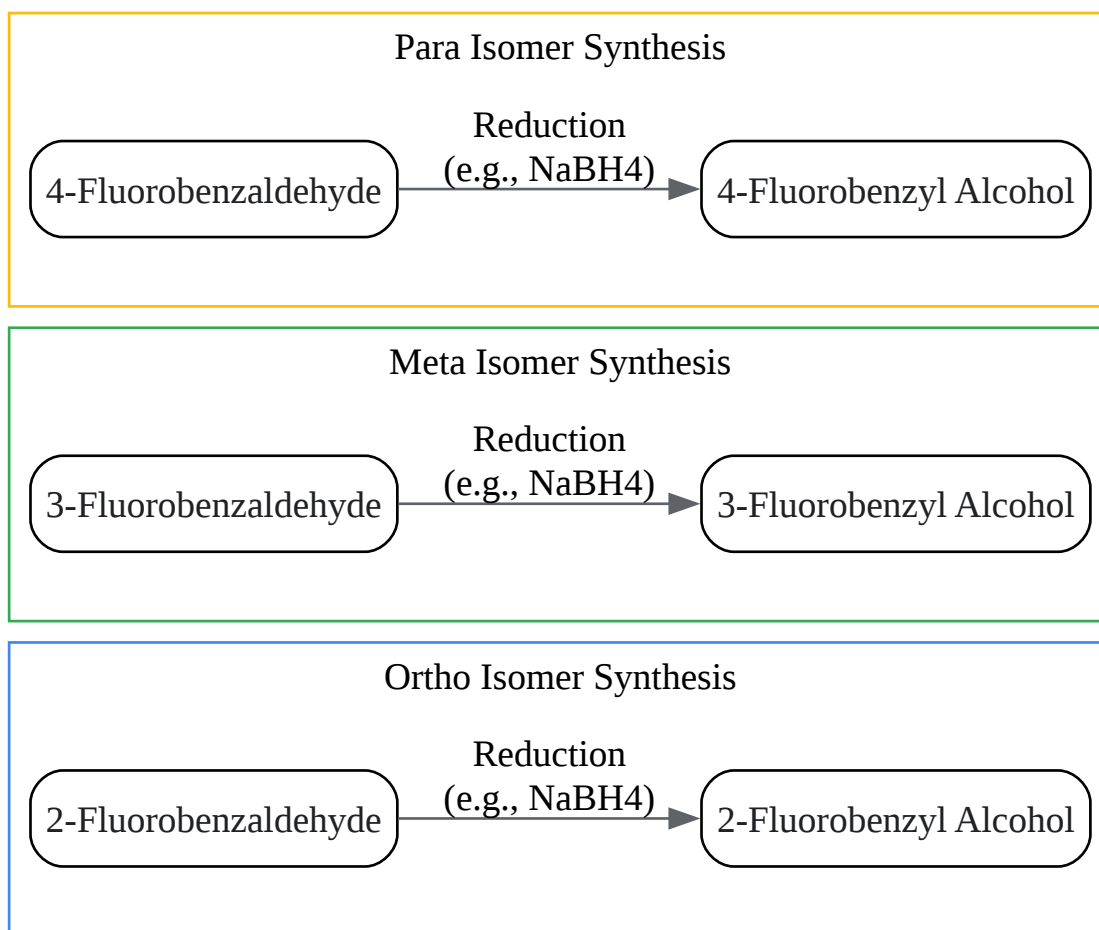 Para Isomer Synthesis
Reduction
(e.g., NaBH4)
4-Fluorobenzaldehyde
4-Fluorobenzyl Alcohol
Meta Isomer Synthesis
Reduction
(e.g., NaBH4)
3-Fluorobenzaldehyde
3-Fluorobenzyl Alcohol
Ortho Isomer Synthesis
Reduction
(e.g., NaBH4)
2-Fluorobenzaldehyde
2-Fluorobenzyl Alcohol